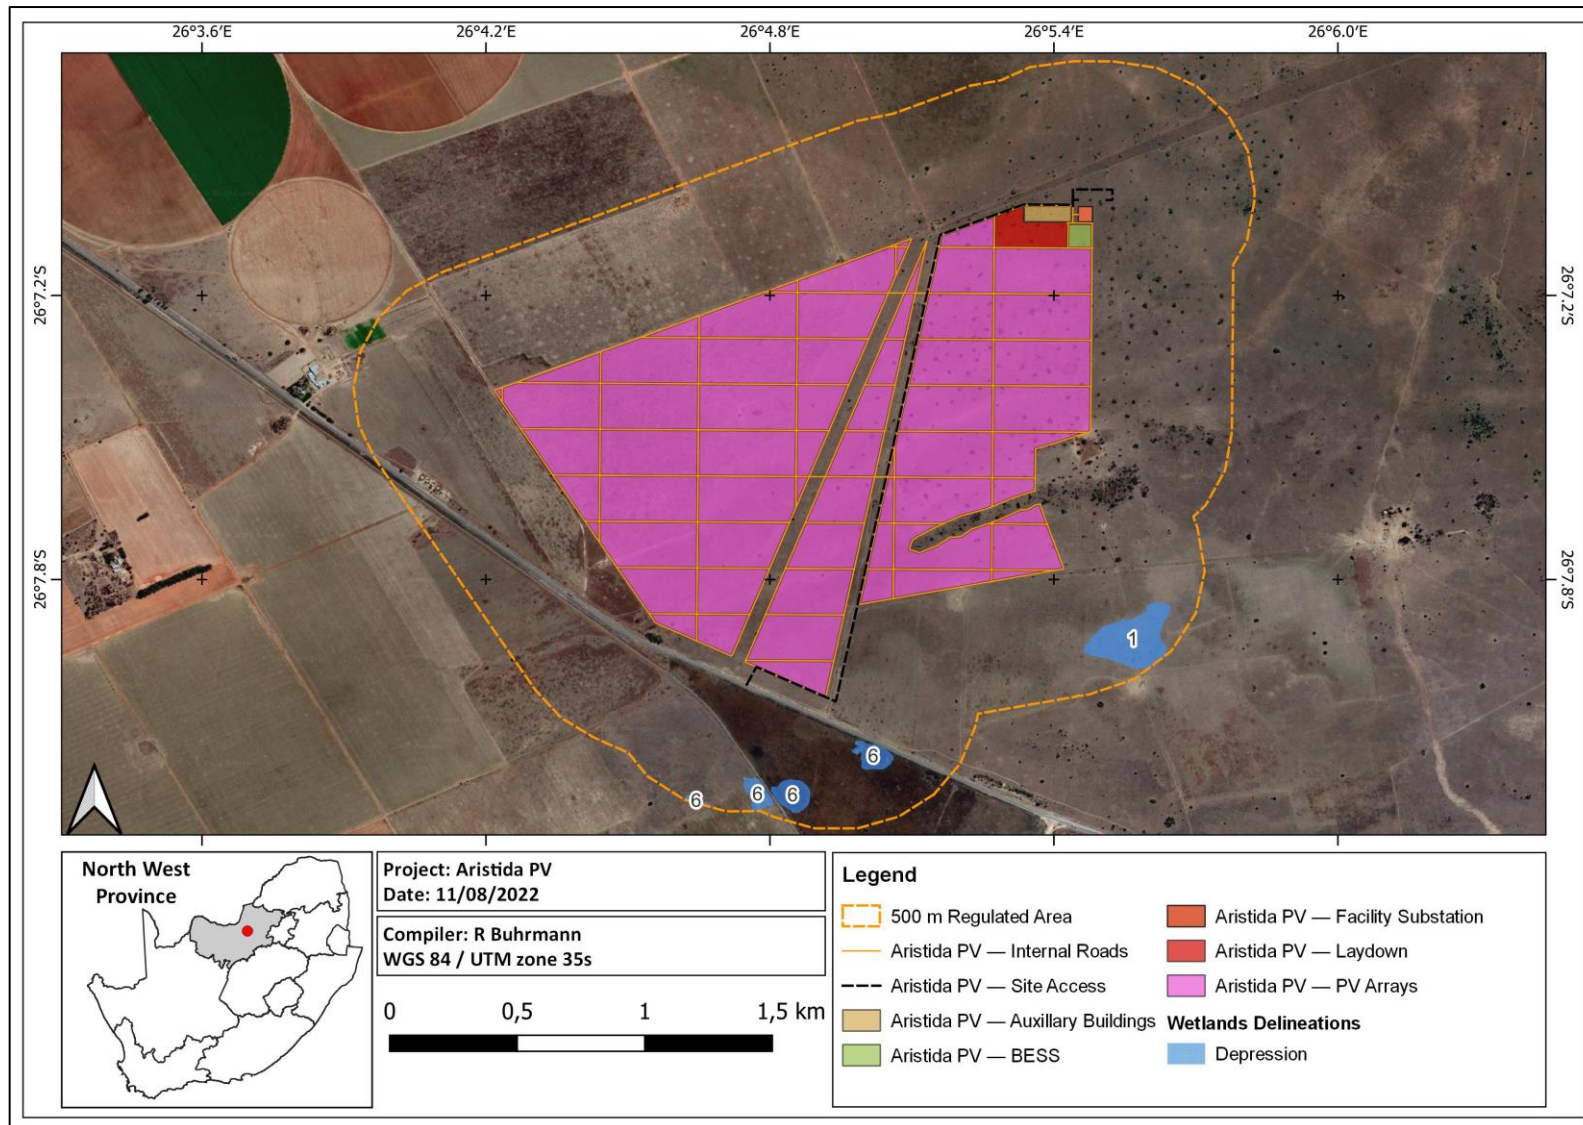 26°3.6′E
26°4.2′E
26°4.8′E
26°5.4′E
26°6.0′E
26°7.2′S
26°7.2′S
26°7.8′S
26°7.8′S
1
6
6
6
6
North West
Province
Project: Aristida PV
Date: 11/08/2022
Compiler: R Buhrmann
WGS 84 / UTM zone 35s
0 0,5 1 1,5 km
Legend
500 m Regulated Area
Aristida PV — Internal Roads
Aristida PV — Site Access
Aristida PV — Auxillary Buildings
Aristida PV — BESS
Aristida PV — Facility Substation
Aristida PV — Laydown
Aristida PV — PV Arrays
Wetlands Delineations
Depression